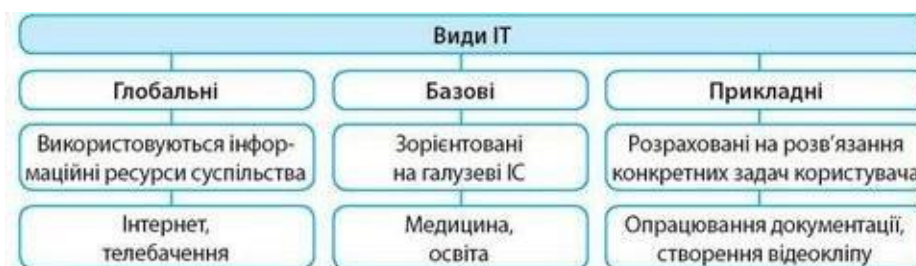 Види ІТ
Глобальні
Базові
Прикладні
Використовуються інфор-
маційні ресурси суспільства
Зорієнтовані
на галузеві ІС
Розраховані на розв'язання
конкретних задач користувача
Інтернет,
телебачення
Медицина,
освіта
Опрацювання документації,
створення відеокліпу